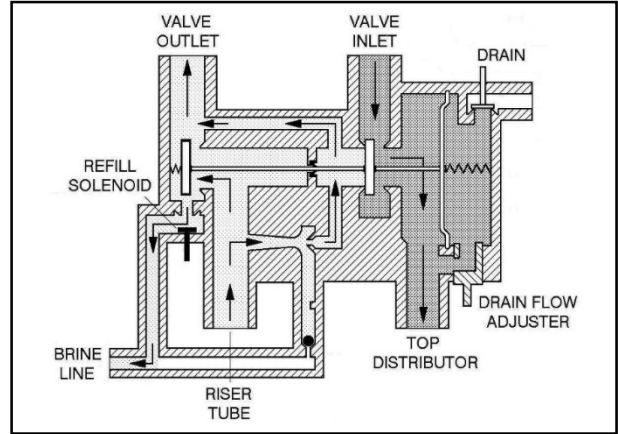 VALVE
OUTLET
VALVE
INLET
DRAIN
REFILL
SOLENOID
DRAIN FLOW
ADJUSTER
TOP
DISTRIBUTOR
BRINE
LINE
RISER
TUBE